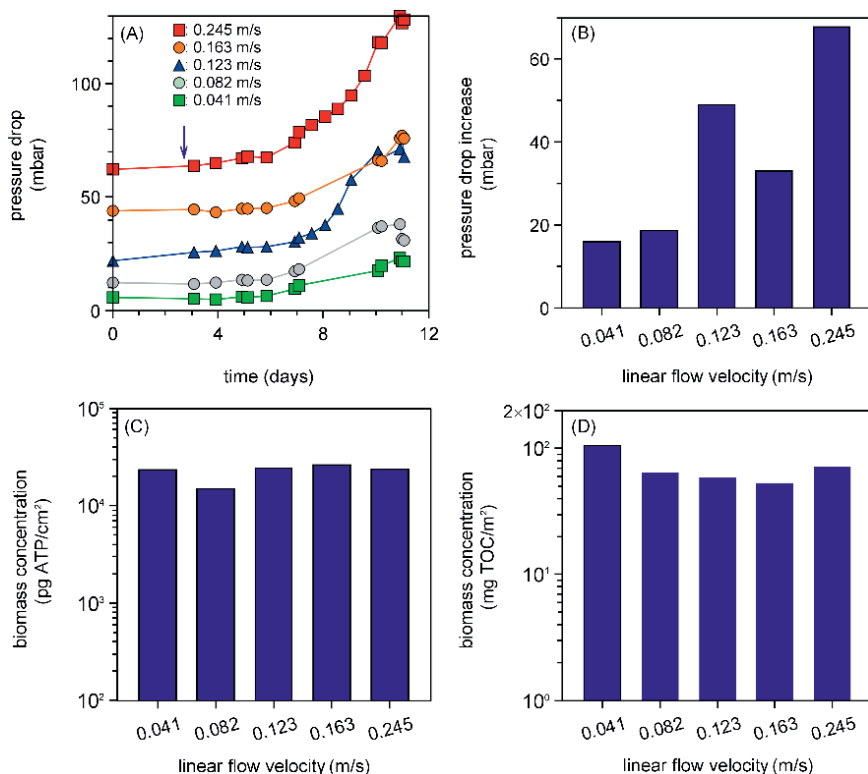 (A)
: 0.245 m/s
: 0.163 m/s
: 0.123 m/s
: 0.082 m/s
: 0.041 m/s
pressure drop
(mbar)
100
50
0
0 4 8 12
time (days)
(B)
pressure drop increase
(mbar)
60
40
20
0
0.041 0.082 0.123 0.163 0.245
linear flow velocity (m/s)
(C)
biomass concentration
(pg ATP/cm²)
10⁵
10⁴
10³
10²
0.041 0.082 0.123 0.163 0.245
linear flow velocity (m/s)
(D)
biomass concentration
(mg TOC/m²)
2×10²
10²
10¹
10⁰
0.041 0.082 0.123 0.163 0.245
linear flow velocity (m/s)